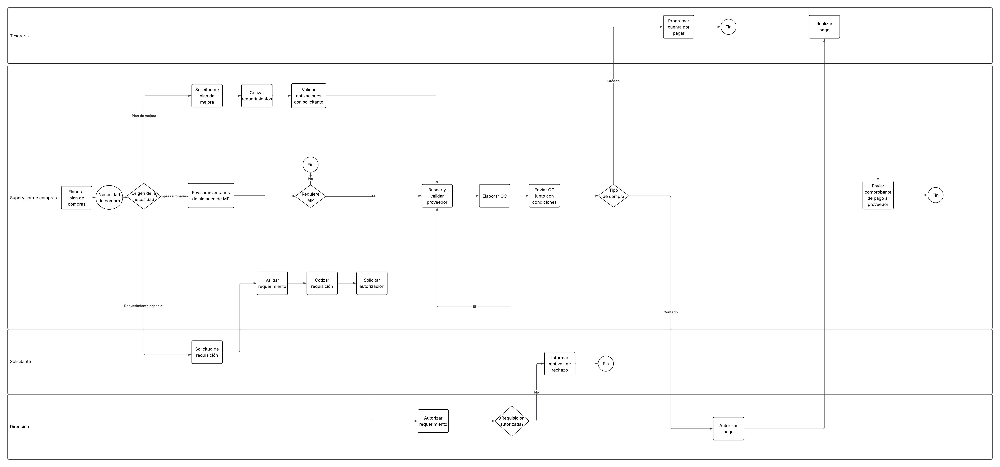 Tesorería
Programar
cuenta por
pagar
Fin
Realizar
pago
Crédito
Solicitud de
plan de
mejora
Cotizar
requerimientos
Validar
cotizaciones
con solicitante
Plan de mejora
Fin
No
Supervisor de compras
Elaborar
plan de
compras
Necesidad
de compra
Origen de la
necesidad
Compras rutinarias
Revisar inventarios
de almacén de MP
Requiere
MP
Si
Buscar y
validar
proveedor
Elaborar OC
Enviar OC
junto con
condiciones
Tipo
de compra
Enviar
comprobante
de pago al
proveedor
Fin
Validar
requerimiento
Cotizar
requisición
Solicitar
autorización
Requerimiento especial
Si
Contado
Solicitante
Solicitud de
requisición
Informar
motivos de
rechazo
Fin
No
Dirección
Autorizar
requerimiento
¿Requisición
autorizada?
Autorizar
pago